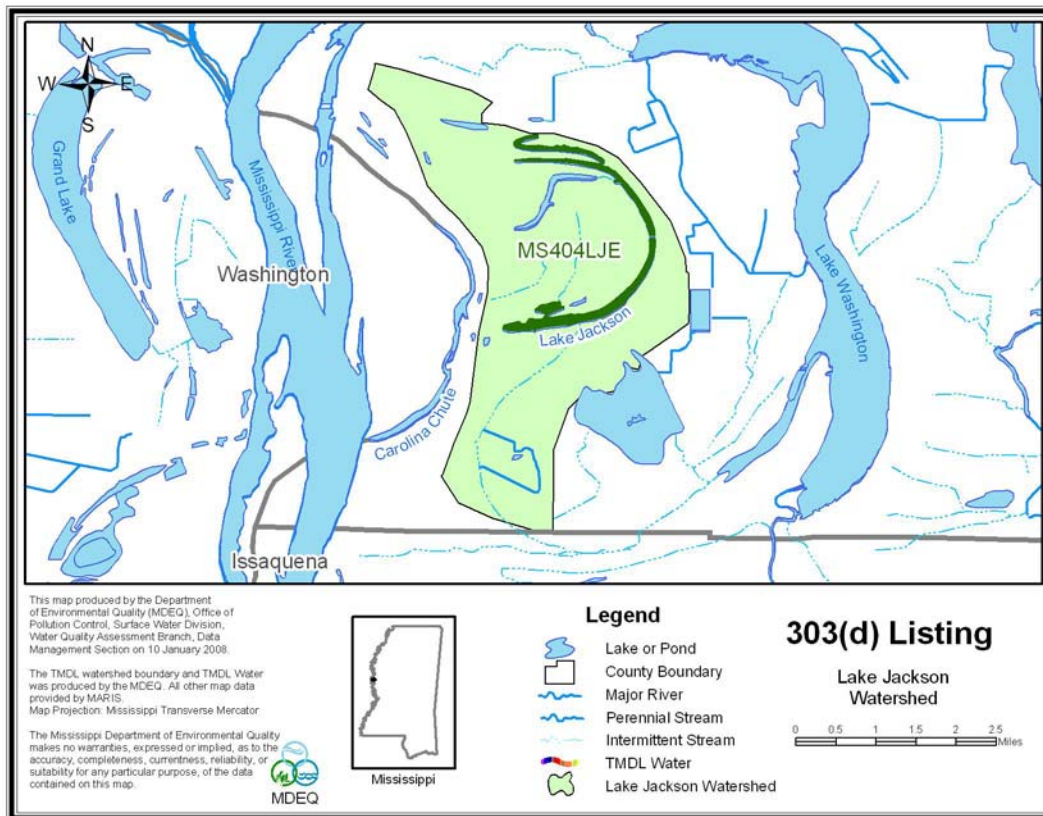 N
W E
S
Grand Lake
Mississippi River
Washington
MS404LJE
Lake Jackson
Lake Washington
Carolina Chute
Issaquena
This map produced by the Department
of Environmental Quality (MDEQ), Office of
Pollution Control, Surface Water Division,
Water Quality Assessment Branch, Data
Management Section on 10 January 2008.
The TMDL watershed boundary and TMDL Water
was produced by the MDEQ. All other map data
provided by MARIS.
Map Projection: Mississippi Transverse Mercator
The Mississippi Department of Environmental Quality
makes no warranties, expressed or implied, as to the
accuracy, completeness, currentness, reliability, or
suitability for any particular purpose, of the data
contained on this map.
MDEQ
Mississippi
Legend
Lake or Pond
County Boundary
Major River
Perennial Stream
Intermittent Stream
TMDL Water
Lake Jackson Watershed
303(d) Listing
Lake Jackson
Watershed
0 0.5 1 1.5 2 2.5
Miles